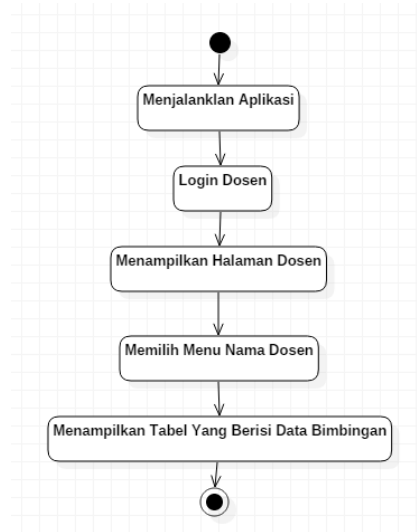 Menjalanklan Aplikasi
Login Dosen
Menampilkan Halaman Dosen
Memilih Menu Nama Dosen
Menampilkan Tabel Yang Berisi Data Bimbingan